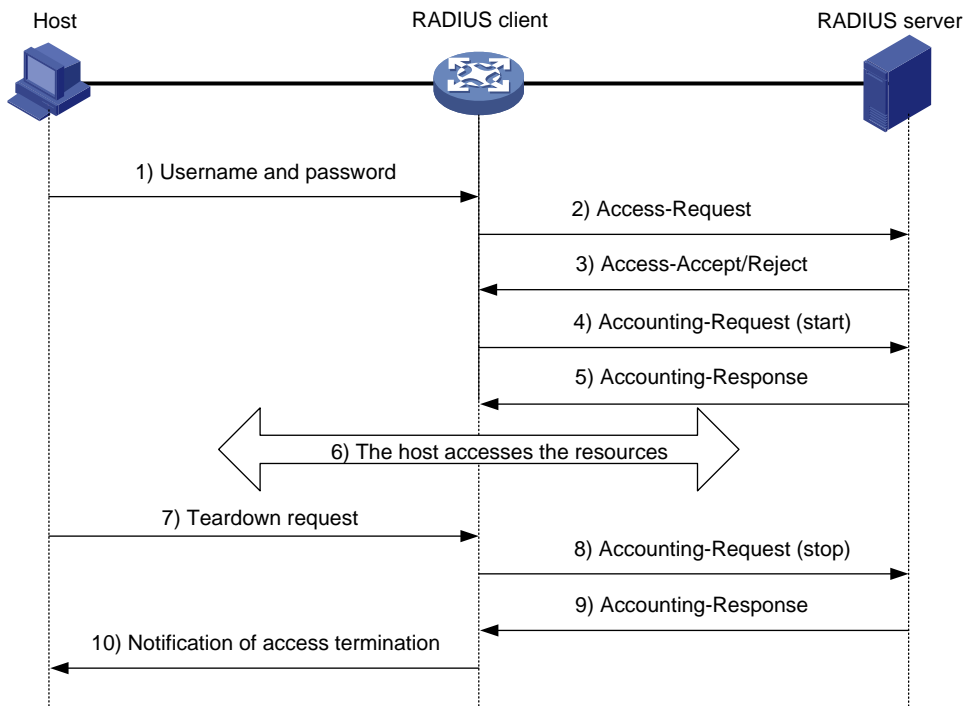 Host
RADIUS client
RADIUS server
1) Username and password
2) Access-Request
3) Access-Accept/Reject
4) Accounting-Request (start)
5) Accounting-Response
6) The host accesses the resources
7) Teardown request
8) Accounting-Request (stop)
9) Accounting-Response
10) Notification of access termination